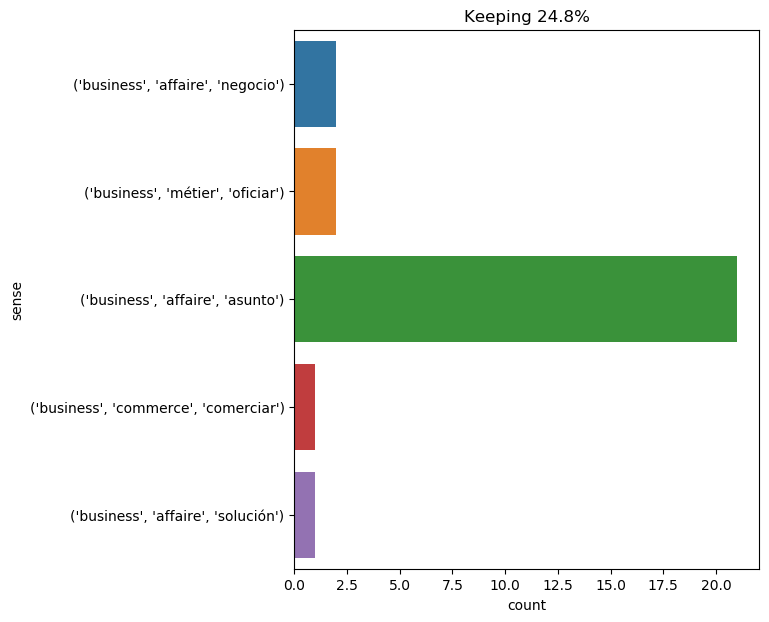 Keeping 24.8%
('business', 'affaire', 'negocio')
('business', 'métier', 'oficiar')
('business', 'affaire', 'asunto')
('business', 'commerce', 'comerciar')
('business', 'affaire', 'solución')
sense
0.0 2.5 5.0 7.5 10.0 12.5 15.0 17.5 20.0
count